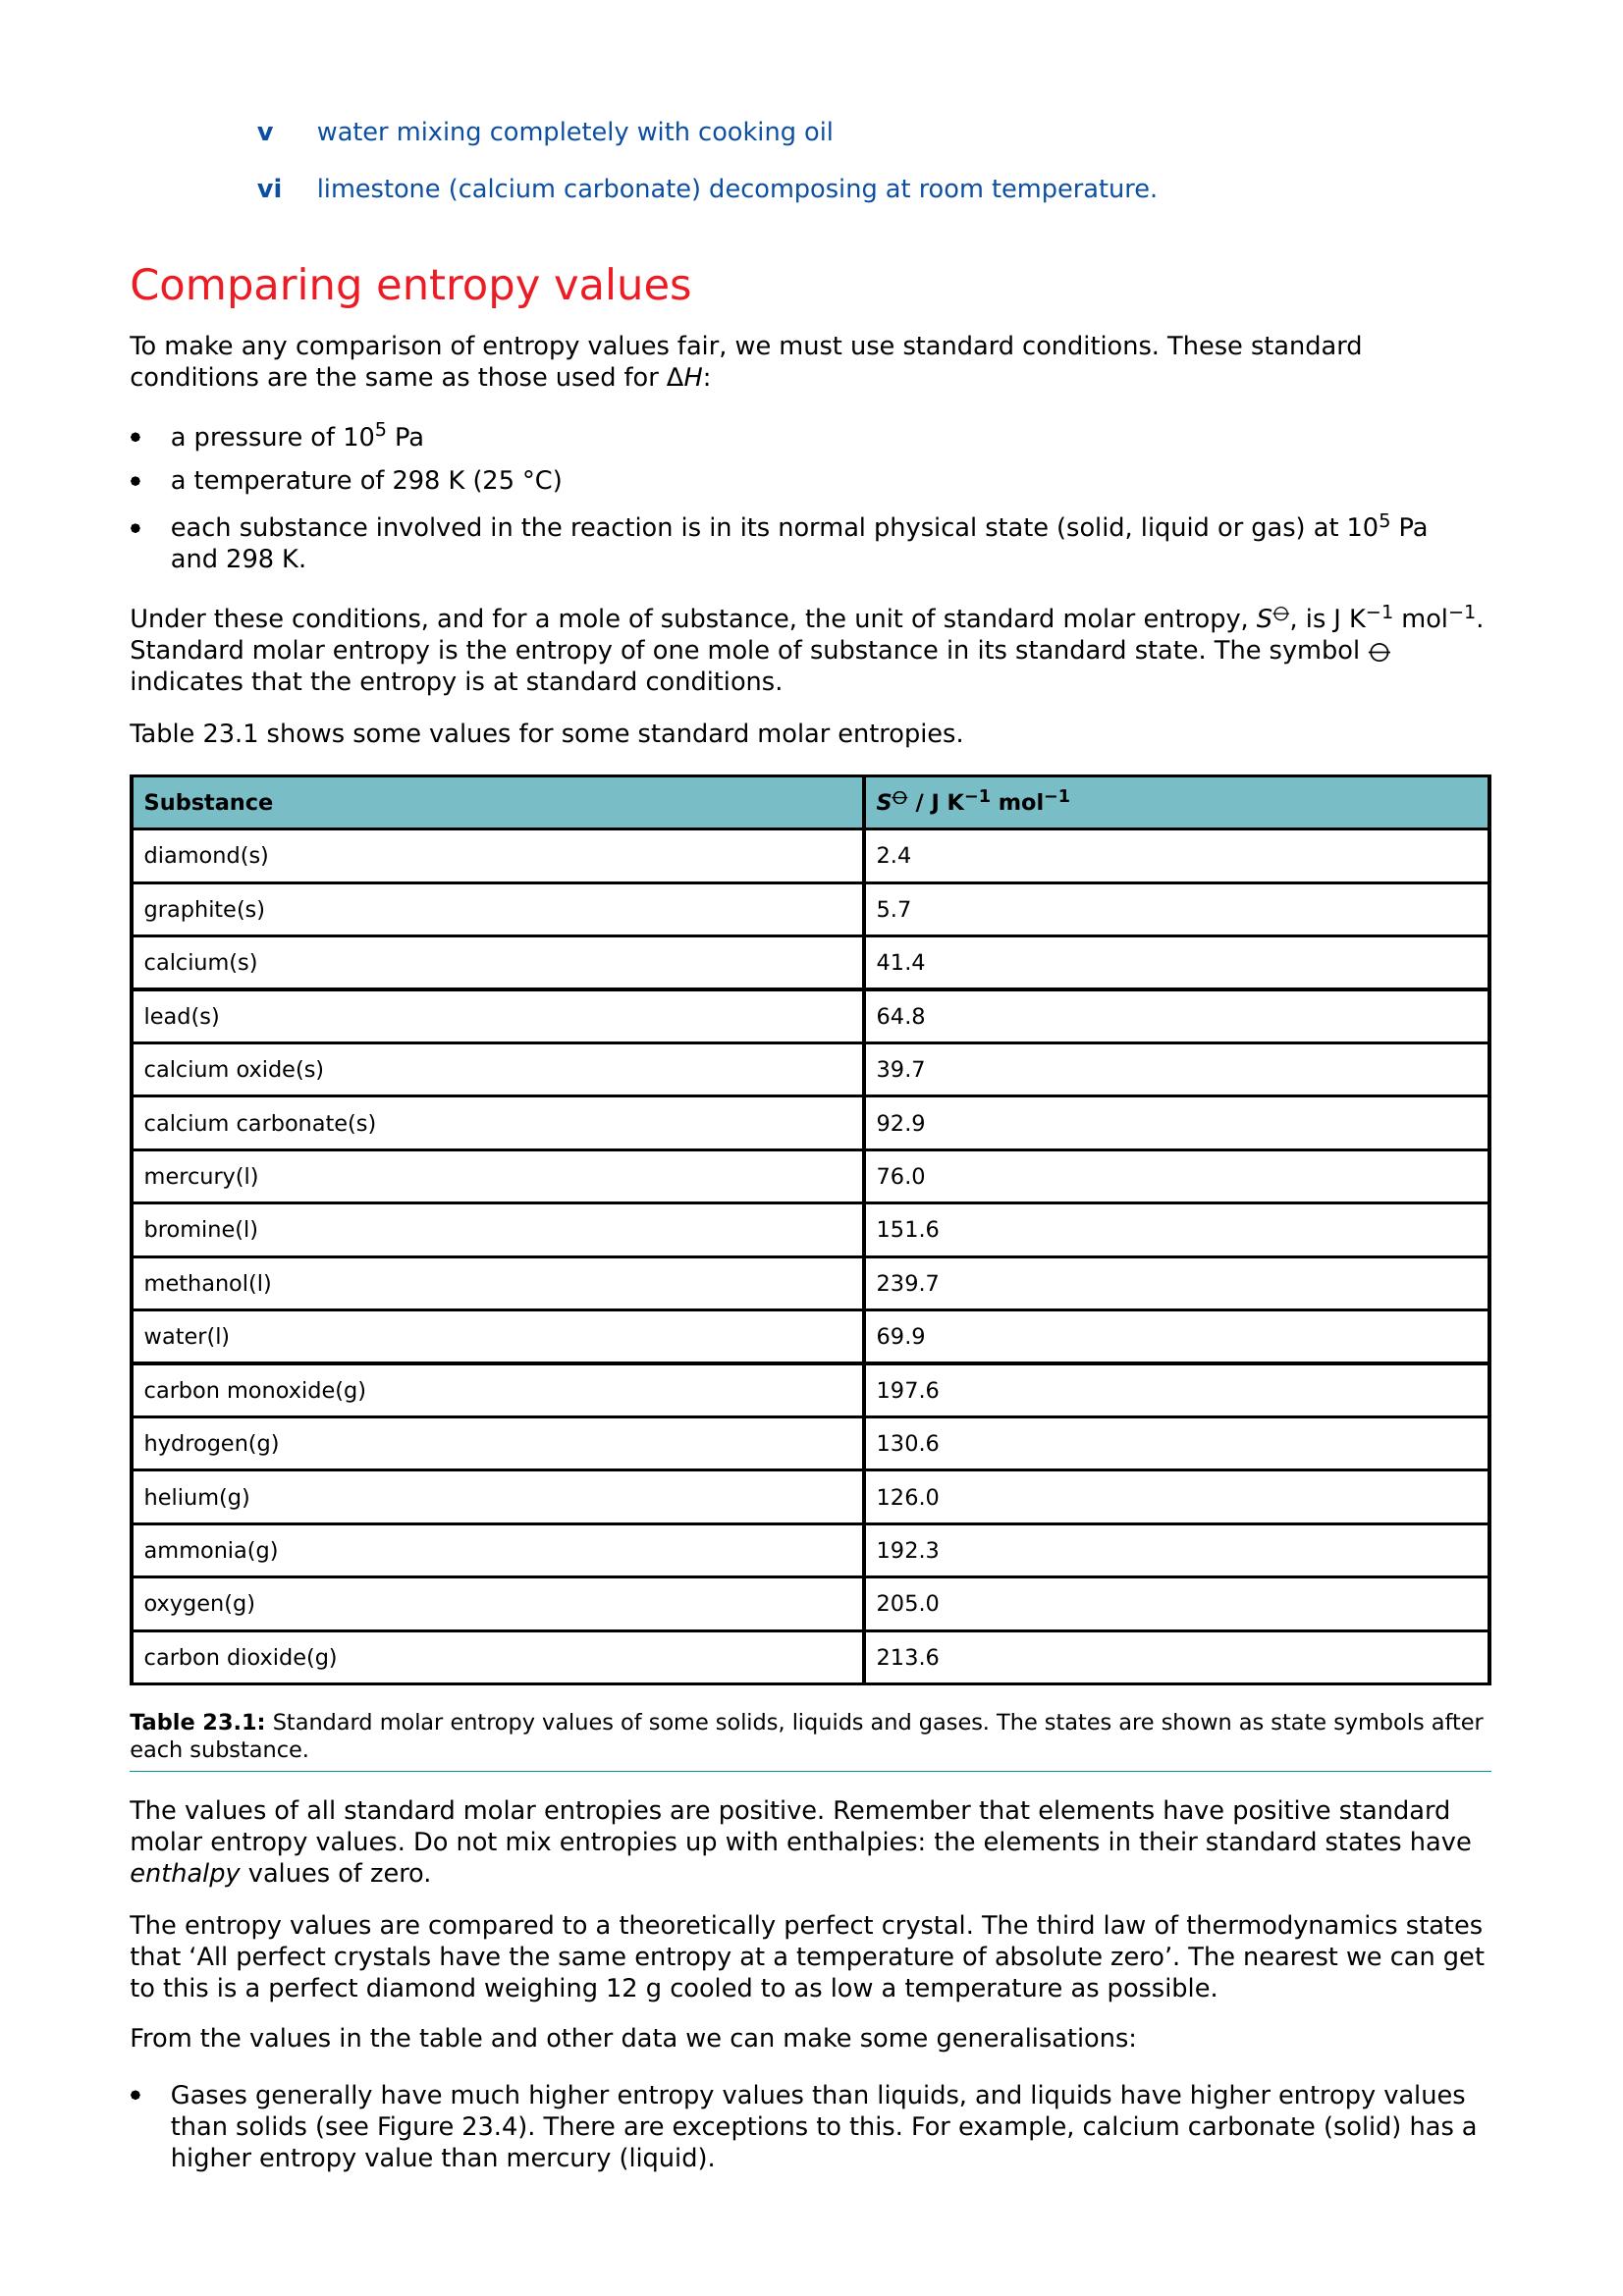 v water mixing completely with cooking oil
vi limestone (calcium carbonate) decomposing at room temperature.
Comparing entropy values
To make any comparison of entropy values fair, we must use standard conditions. These standard
conditions are the same as those used for ΔH:
• a pressure of 10⁵ Pa
• a temperature of 298 K (25 °C)
• each substance involved in the reaction is in its normal physical state (solid, liquid or gas) at 10⁵ Pa
and 298 K.
Under these conditions, and for a mole of substance, the unit of standard molar entropy, S⦵, is J K⁻¹ mol⁻¹.
Standard molar entropy is the entropy of one mole of substance in its standard state. The symbol ⦵
indicates that the entropy is at standard conditions.
Table 23.1 shows some values for some standard molar entropies.
Substance S⦵ / J K⁻¹ mol⁻¹
diamond(s) 2.4
graphite(s) 5.7
calcium(s) 41.4
lead(s) 64.8
calcium oxide(s) 39.7
calcium carbonate(s) 92.9
mercury(l) 76.0
bromine(l) 151.6
methanol(l) 239.7
water(l) 69.9
carbon monoxide(g) 197.6
hydrogen(g) 130.6
helium(g) 126.0
ammonia(g) 192.3
oxygen(g) 205.0
carbon dioxide(g) 213.6
Table 23.1: Standard molar entropy values of some solids, liquids and gases. The states are shown as state symbols after
each substance.
The values of all standard molar entropies are positive. Remember that elements have positive standard
molar entropy values. Do not mix entropies up with enthalpies: the elements in their standard states have
enthalpy values of zero.
The entropy values are compared to a theoretically perfect crystal. The third law of thermodynamics states
that ‘All perfect crystals have the same entropy at a temperature of absolute zero’. The nearest we can get
to this is a perfect diamond weighing 12 g cooled to as low a temperature as possible.
From the values in the table and other data we can make some generalisations:
• Gases generally have much higher entropy values than liquids, and liquids have higher entropy values
than solids (see Figure 23.4). There are exceptions to this. For example, calcium carbonate (solid) has a
higher entropy value than mercury (liquid).